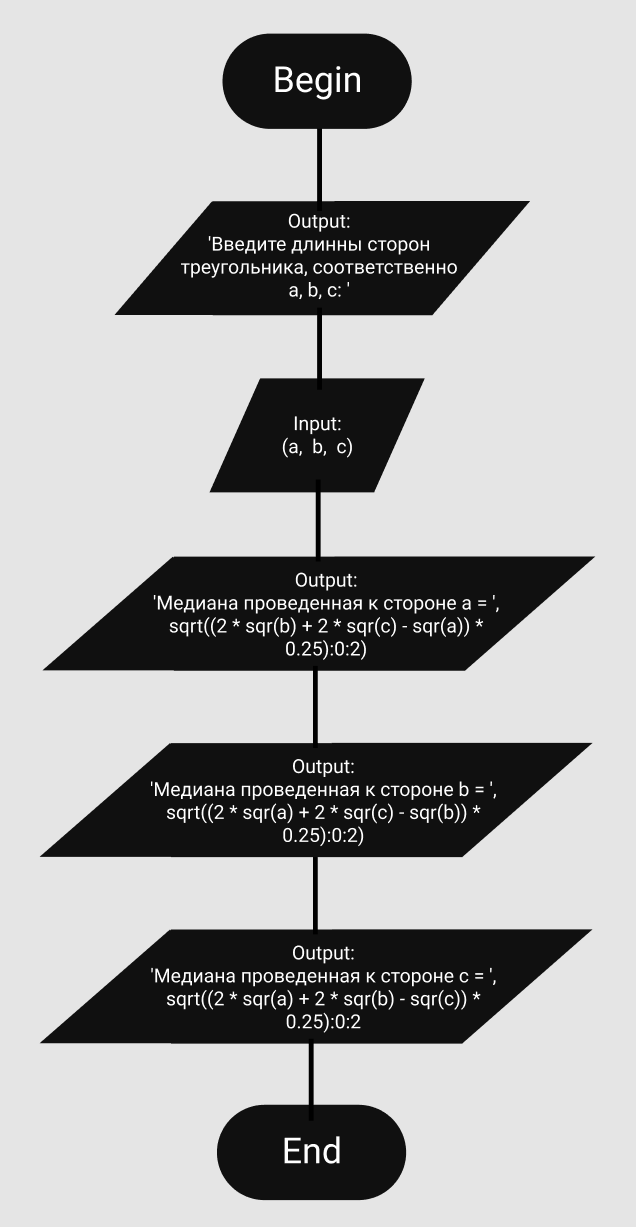 Begin
Output:
'Введите длинны сторон
треугольника, соответственно
a, b, c: '
Input:
(a, b, c)
Output:
'Медиана проведенная к стороне a = ',
sqrt((2 * sqr(b) + 2 * sqr(c) - sqr(a)) *
0.25):0:2)
Output:
'Медиана проведенная к стороне b = ',
sqrt((2 * sqr(a) + 2 * sqr(c) - sqr(b)) *
0.25):0:2)
Output:
'Медиана проведенная к стороне c = ',
sqrt((2 * sqr(a) + 2 * sqr(b) - sqr(c)) *
0.25):0:2
End